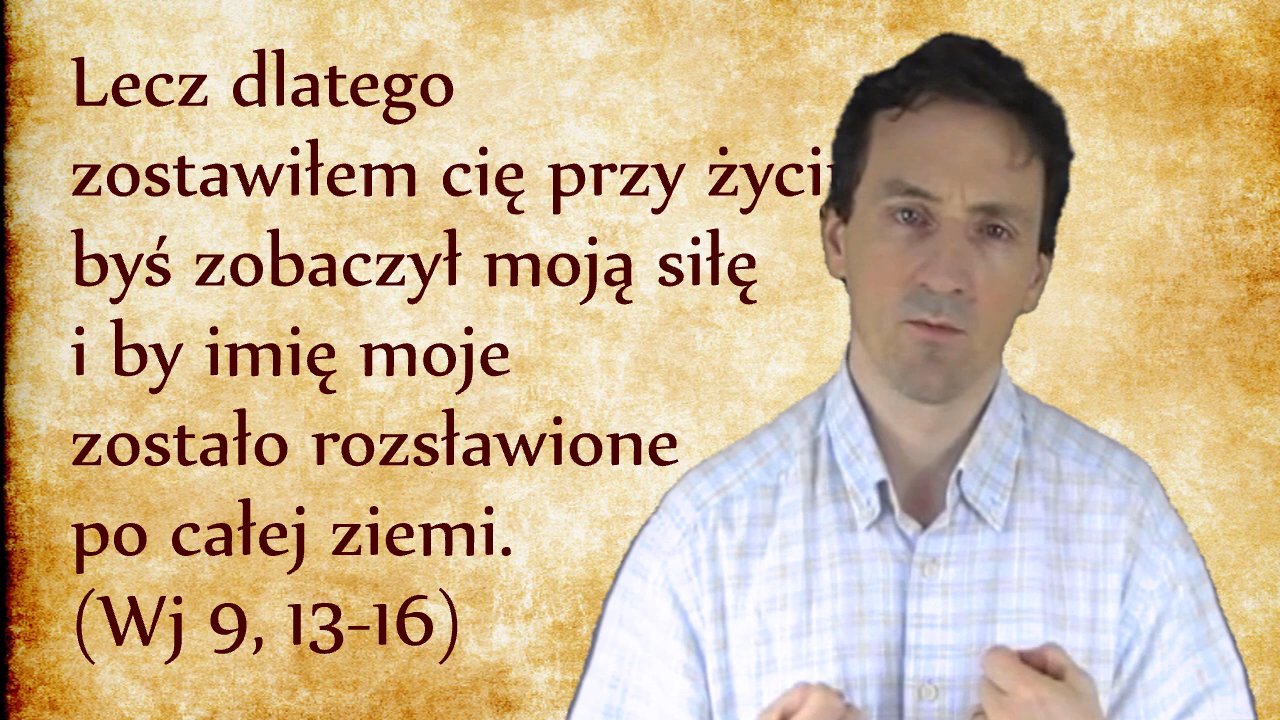 Lecz dlatego
zostawiłem cię przy życi
byś zobaczył moją siłę
i by imię moje
zostało rozsławione
po całej ziemi.
(Wj 9, 13-16)